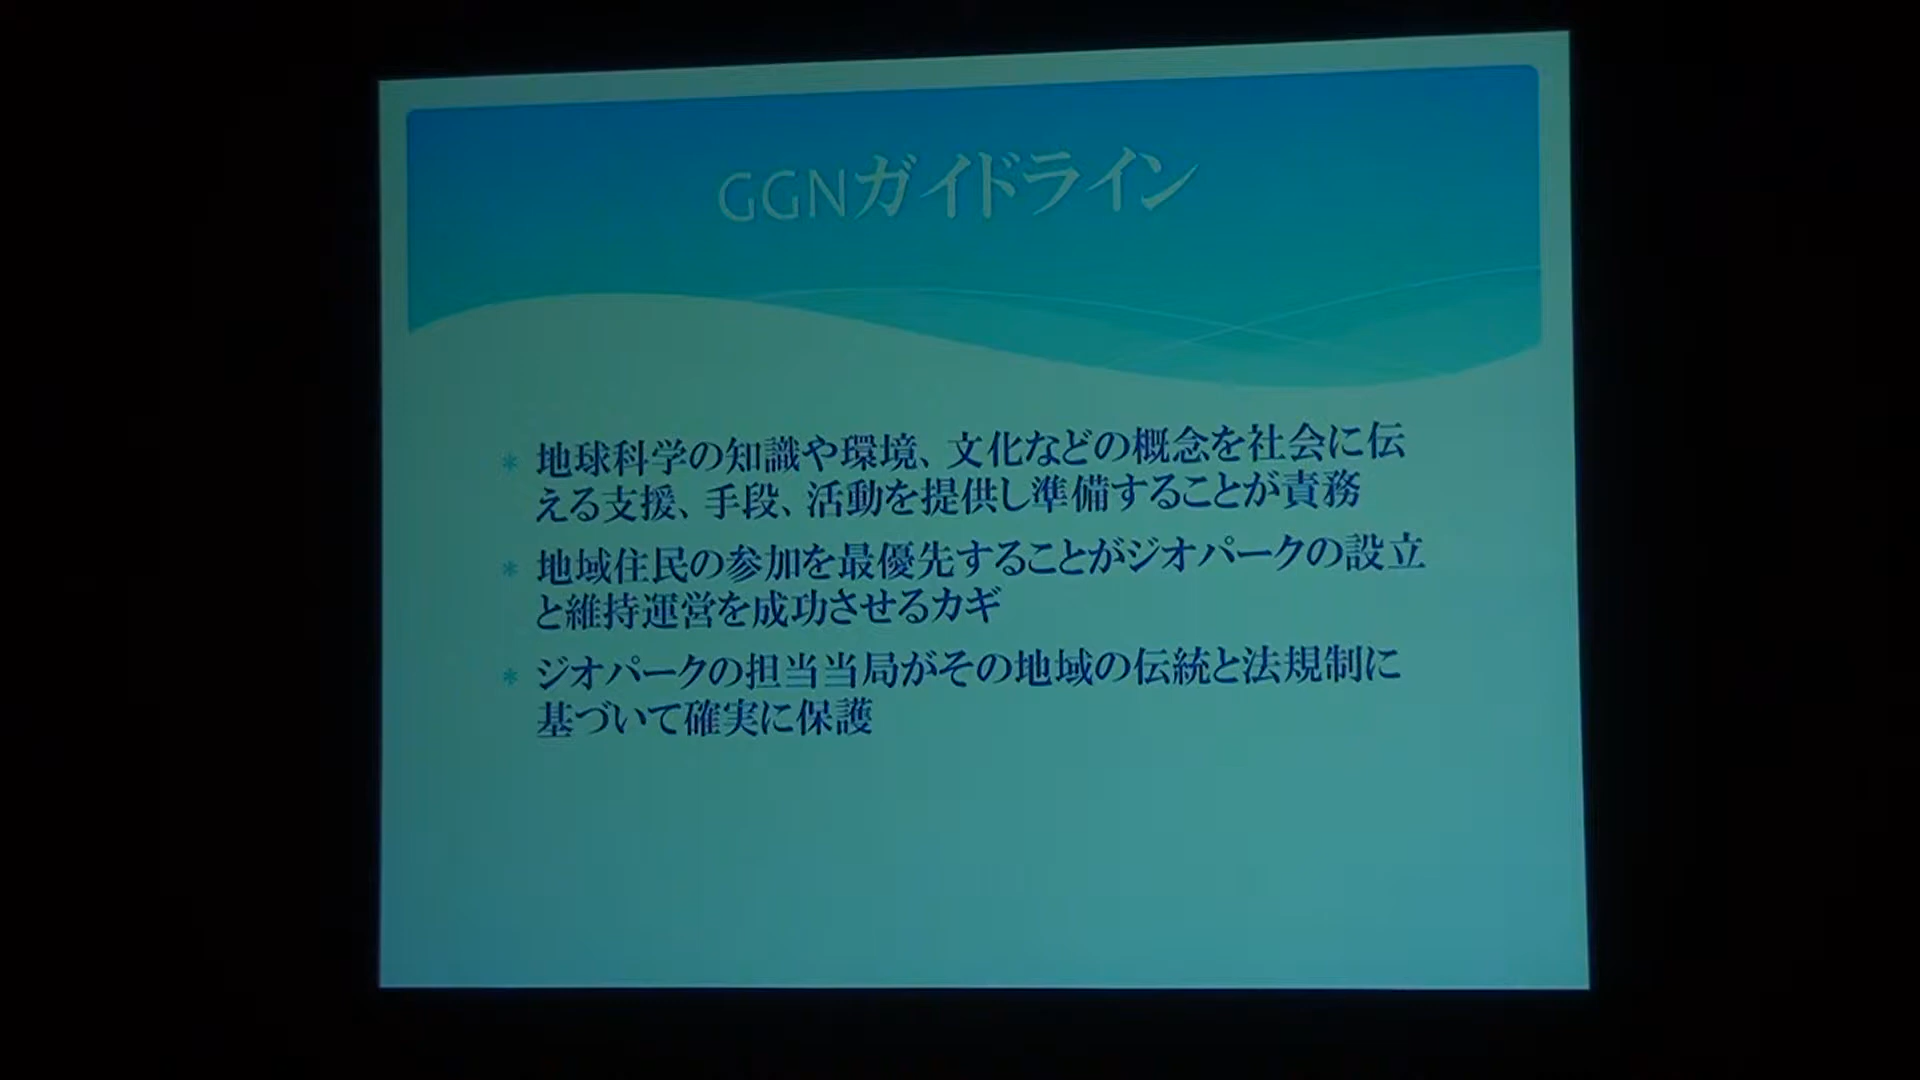 GGNガイドライン
* 地球科学の知識や環境、文化などの概念を社会に伝
える支援、手段、活動を提供し準備することが責務
* 地域住民の参加を最優先することがジオパークの設立
と維持運営を成功させるカギ
* ジオパークの担当当局がその地域の伝統と法規制に
基づいて確実に保護